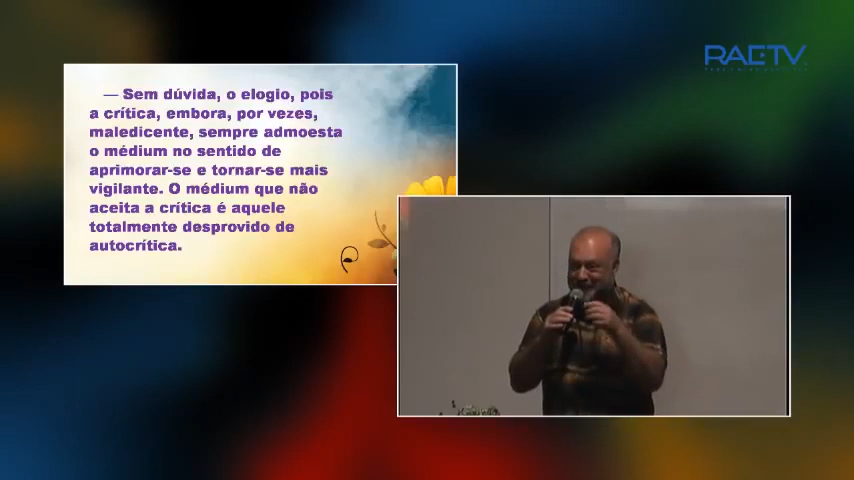 RAETV
— Sem dúvida, o elogio, pois
a crítica, embora, por vezes,
maledicente, sempre admoesta
o médium no sentido de
aprimorar-se e tornar-se mais
vigilante. O médium que não
aceita a crítica é aquele
totalmente desprovido de
autocrítica.